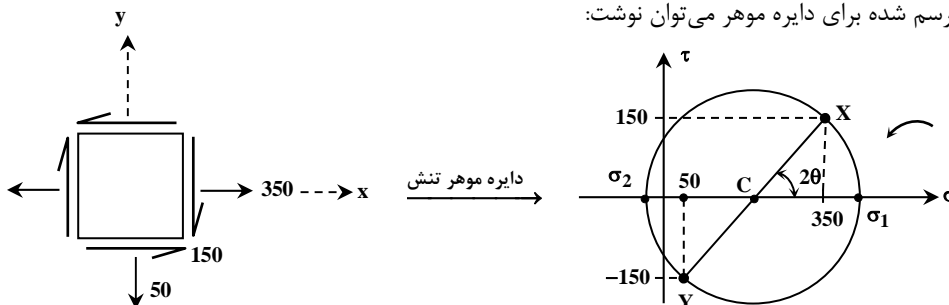 رسم شده برای دایره موهر می‌توان نوشت:
y
350
x
150
50
دایره موهر تنش
τ
150
X
σ2
50
C
2θ
350
σ1
σ
−150
Y